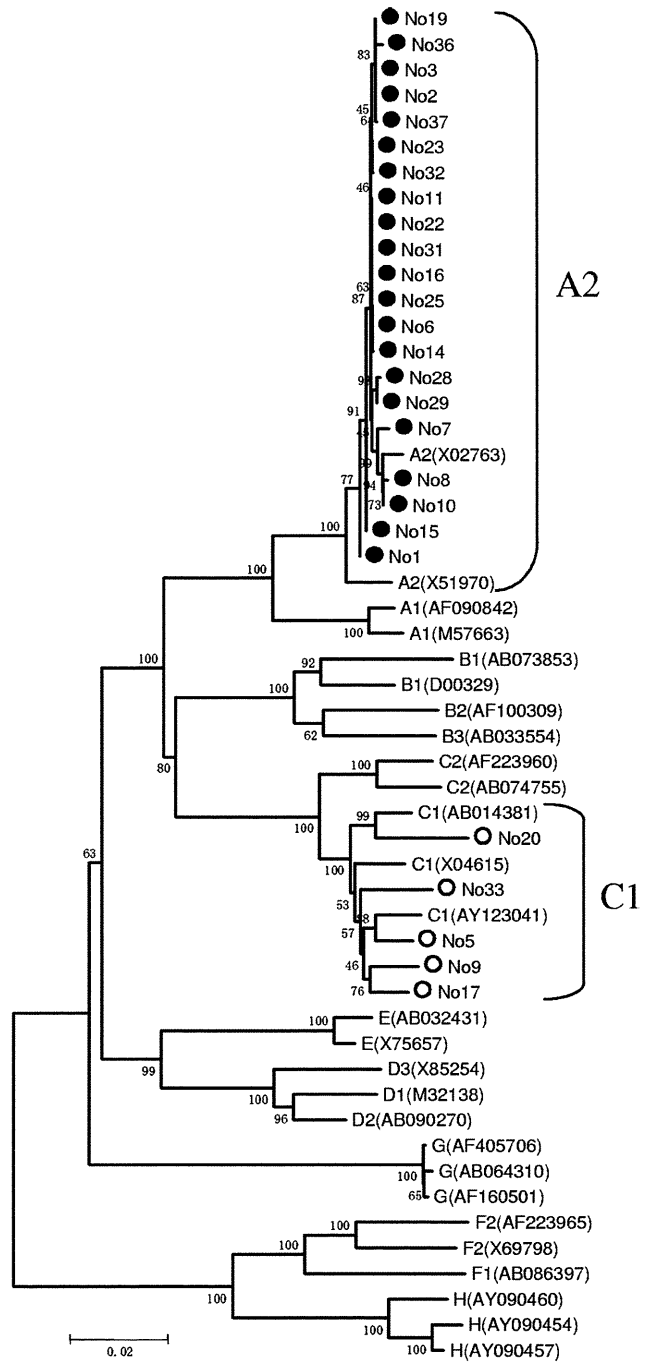 No19
No36
83
No3
No2
45
No37
No23
No32
46
No11
No22
No31
No16
63
87
No25
No6
No14
A2
No28
No29
91
No7
A2(X02763)
77
No8
94
73
No10
No15
100
No1
A2(X51970)
100
A1(AF090842)
100
A1(M57663)
100
B1(AB073853)
92
B1(D00329)
100
B2(AF100309)
62
B3(AB033554)
80
C2(AF223960)
100
C2(AB074755)
100
C1(AB014381)
99
No20
100
C1(X04615)
No33
53
C1(AY123041)
57
No5
46
No9
76
No17
C1
63
E(AB032431)
100
E(X75657)
99
D3(X85254)
100
D1(M32138)
96
D2(AB090270)
G(AF405706)
100
G(AB064310)
65
G(AF160501)
F2(AF223965)
100
F2(X69798)
100
F1(AB086397)
100
H(AY090460)
100
H(AY090454)
100
H(AY090457)
0.02